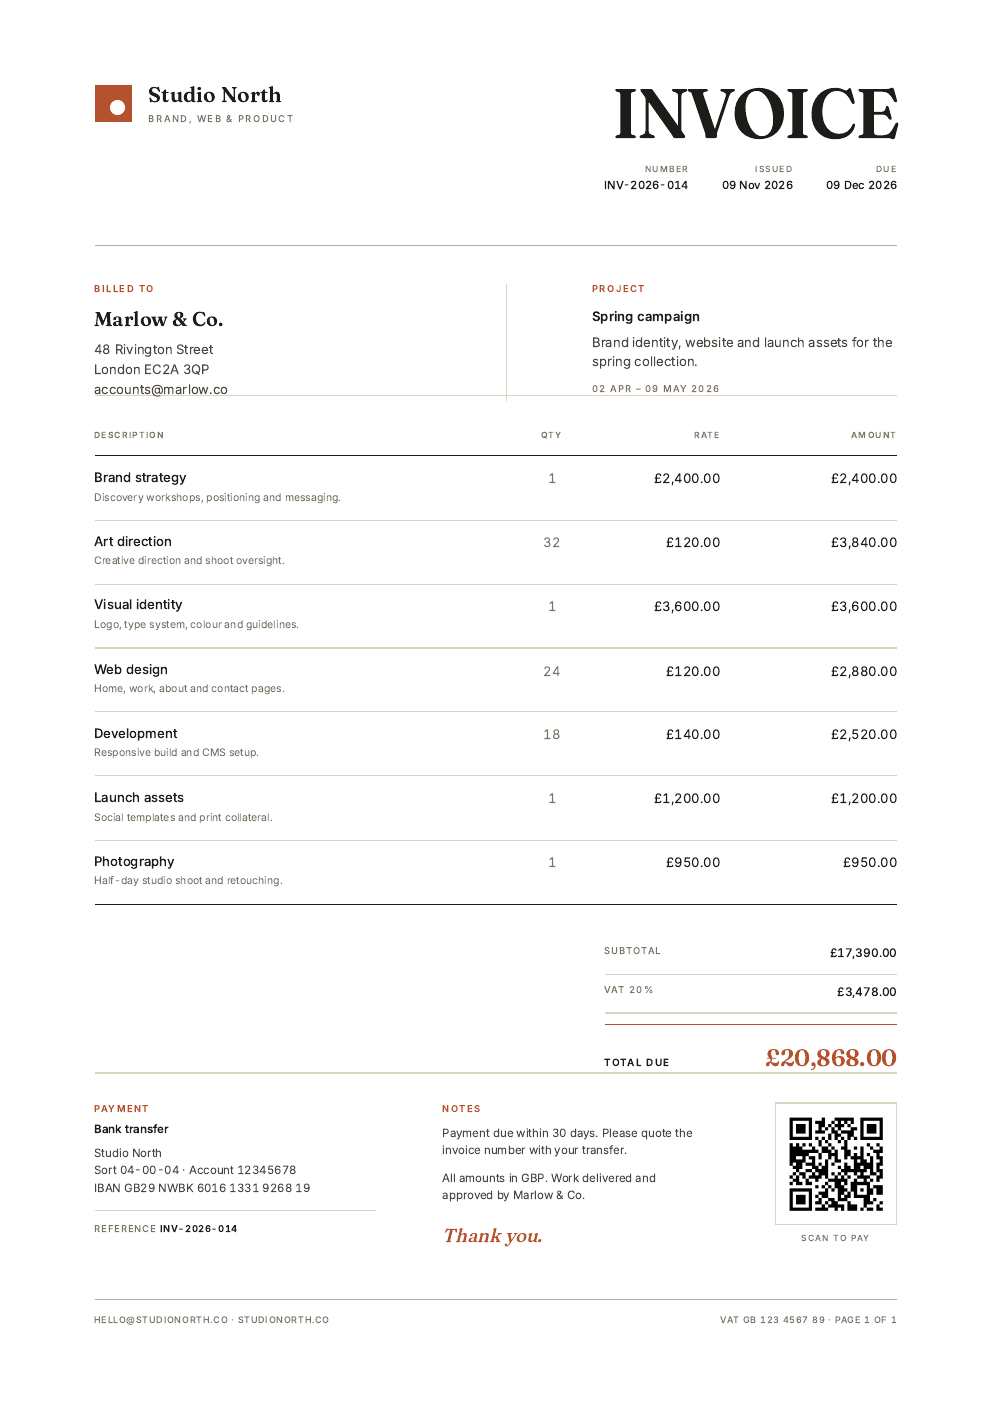 Studio North
BRAND, WEB & PRODUCT
INVOICE
NUMBER ISSUED DUE
INV-2026-014 09 Nov 2026 09 Dec 2026
BILLED TO
Marlow & Co.
48 Rivington Street
London EC2A 3QP
accounts@marlow.co
PROJECT
Spring campaign
Brand identity, website and launch assets for the
spring collection.
02 APR – 09 MAY 2026
DESCRIPTION QTY RATE AMOUNT
Brand strategy 1 £2,400.00 £2,400.00
Discovery workshops, positioning and messaging.
Art direction 32 £120.00 £3,840.00
Creative direction and shoot oversight.
Visual identity 1 £3,600.00 £3,600.00
Logo, type system, colour and guidelines.
Web design 24 £120.00 £2,880.00
Home, work, about and contact pages.
Development 18 £140.00 £2,520.00
Responsive build and CMS setup.
Launch assets 1 £1,200.00 £1,200.00
Social templates and print collateral.
Photography 1 £950.00 £950.00
Half-day studio shoot and retouching.
SUBTOTAL £17,390.00
VAT 20% £3,478.00
TOTAL DUE £20,868.00
PAYMENT
Bank transfer
Studio North
Sort 04-00-04 · Account 12345678
IBAN GB29 NWBK 6016 1331 9268 19
REFERENCE INV-2026-014
NOTES
Payment due within 30 days. Please quote the
invoice number with your transfer.
All amounts in GBP. Work delivered and
approved by Marlow & Co.
Thank you.
SCAN TO PAY
HELLO@STUDIONORTH.CO · STUDIONORTH.CO
VAT GB 123 4567 89 · PAGE 1 OF 1